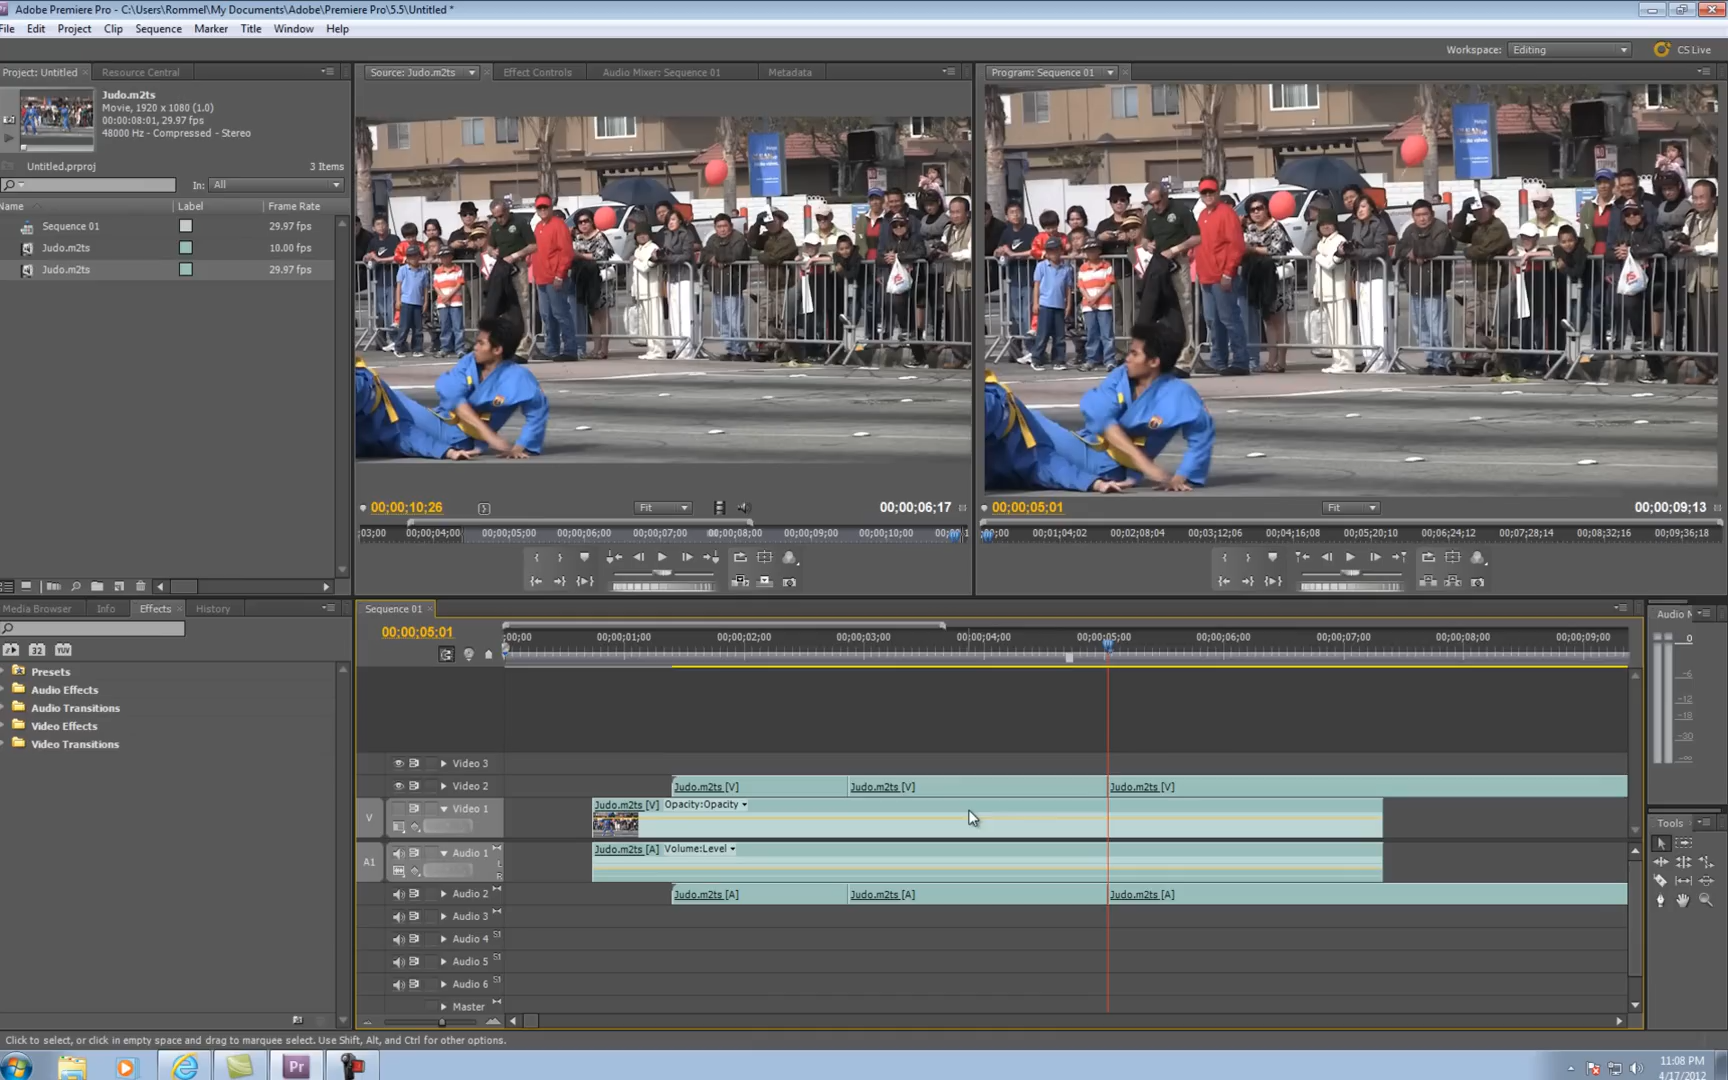 Adobe Premiere Pro - C:\Users\Rommel\My Documents\Adobe\Premiere Pro\5.5\Untitled *
File Edit Project Clip Sequence Marker Title Window Help
Workspace: Editing CS Live
Project: Untitled Resource Central
Judo.m2ts
Movie, 1920 x 1080 (1.0)
00;00;08;01, 29.97 fps
48000 Hz - Compressed - Stereo
Untitled.prproj 3 Items
In: All
Name Label Frame Rate
Sequence 01 29.97 fps
Judo.m2ts 10.00 fps
Judo.m2ts 29.97 fps
Source: Judo.m2ts Effect Controls Audio Mixer: Sequence 01 Metadata
00;00;10;26 Fit 00;00;06;17
;03;00 00;00;04;00 00;00;05;00 00;00;06;00 00;00;07;00 00;00;08;00 00;00;09;00 00;00;10;00
Program: Sequence 01
00;00;05;01 Fit 00;00;09;13
;00 00;01;04;02 00;02;08;04 00;03;12;06 00;04;16;08 00;05;20;10 00;06;24;12 00;07;28;14 00;08;32;16 00;09;36;18
Media Browser Info Effects History
32 YUV
Presets
Audio Effects
Audio Transitions
Video Effects
Video Transitions
Sequence 01
00;00;05;01
;00;00 00;00;01;00 00;00;02;00 00;00;03;00 00;00;04;00 00;00;05;00 00;00;06;00 00;00;07;00 00;00;08;00 00;00;09;00
Video 3
Video 2 Judo.m2ts [V] Judo.m2ts [V] Judo.m2ts [V]
V Video 1 Judo.m2ts [V] Opacity:Opacity
A1 Audio 1 Judo.m2ts [A] Volume:Level
L
R
Audio 2 Judo.m2ts [A] Judo.m2ts [A] Judo.m2ts [A]
Audio 3
Audio 4
Audio 5
Audio 6
Master
Audio M
0
-6
-12
-18
-30
Tools
Click to select, or click in empty space and drag to marquee select. Use Shift, Alt, and Ctrl for other options.
Pr
11:08 PM
4/17/2012